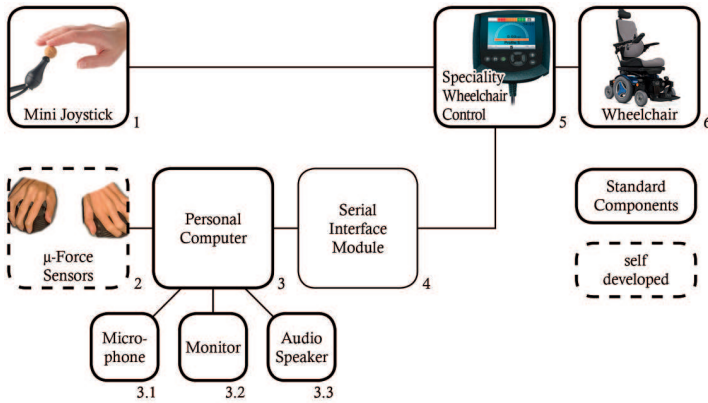 Mini Joystick
1
Speciality
Wheelchair
Control
5
Wheelchair
6
μ-Force
Sensors
2
Personal
Computer
3
Serial
Interface
Module
4
Standard
Components
self
developed
Micro-
phone
3.1
Monitor
3.2
Audio
Speaker
3.3